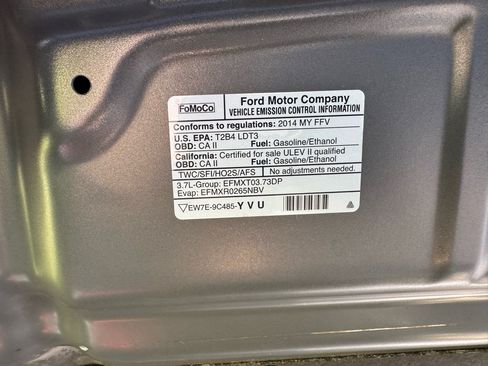 FoMoCo
Ford Motor Company
VEHICLE EMISSION CONTROL INFORMATION
Conforms to regulations: 2014 MY FFV
U.S. EPA: T2B4 LDT3
OBD: CA II Fuel: Gasoline/Ethanol
California: Certified for sale ULEV II qualified
OBD: CA II Fuel: Gasoline/Ethanol
TWC/SFI/HO2S/AFS No adjustments needed.
3.7L-Group: EFMXT03.73DP
Evap: EFMXR0265NBV
EW7E-9C485-Y V U